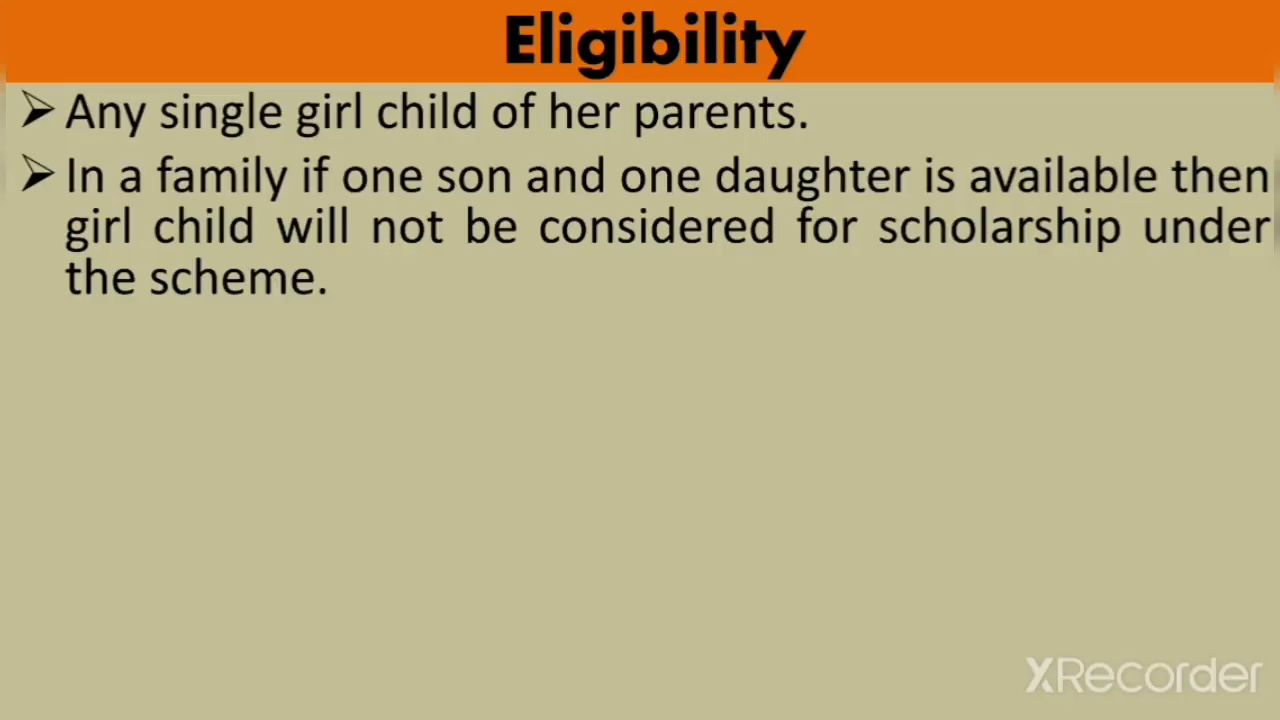 Eligibility
➢ Any single girl child of her parents.
➢ In a family if one son and one daughter is available then
girl child will not be considered for scholarship under
the scheme.
XRecorder